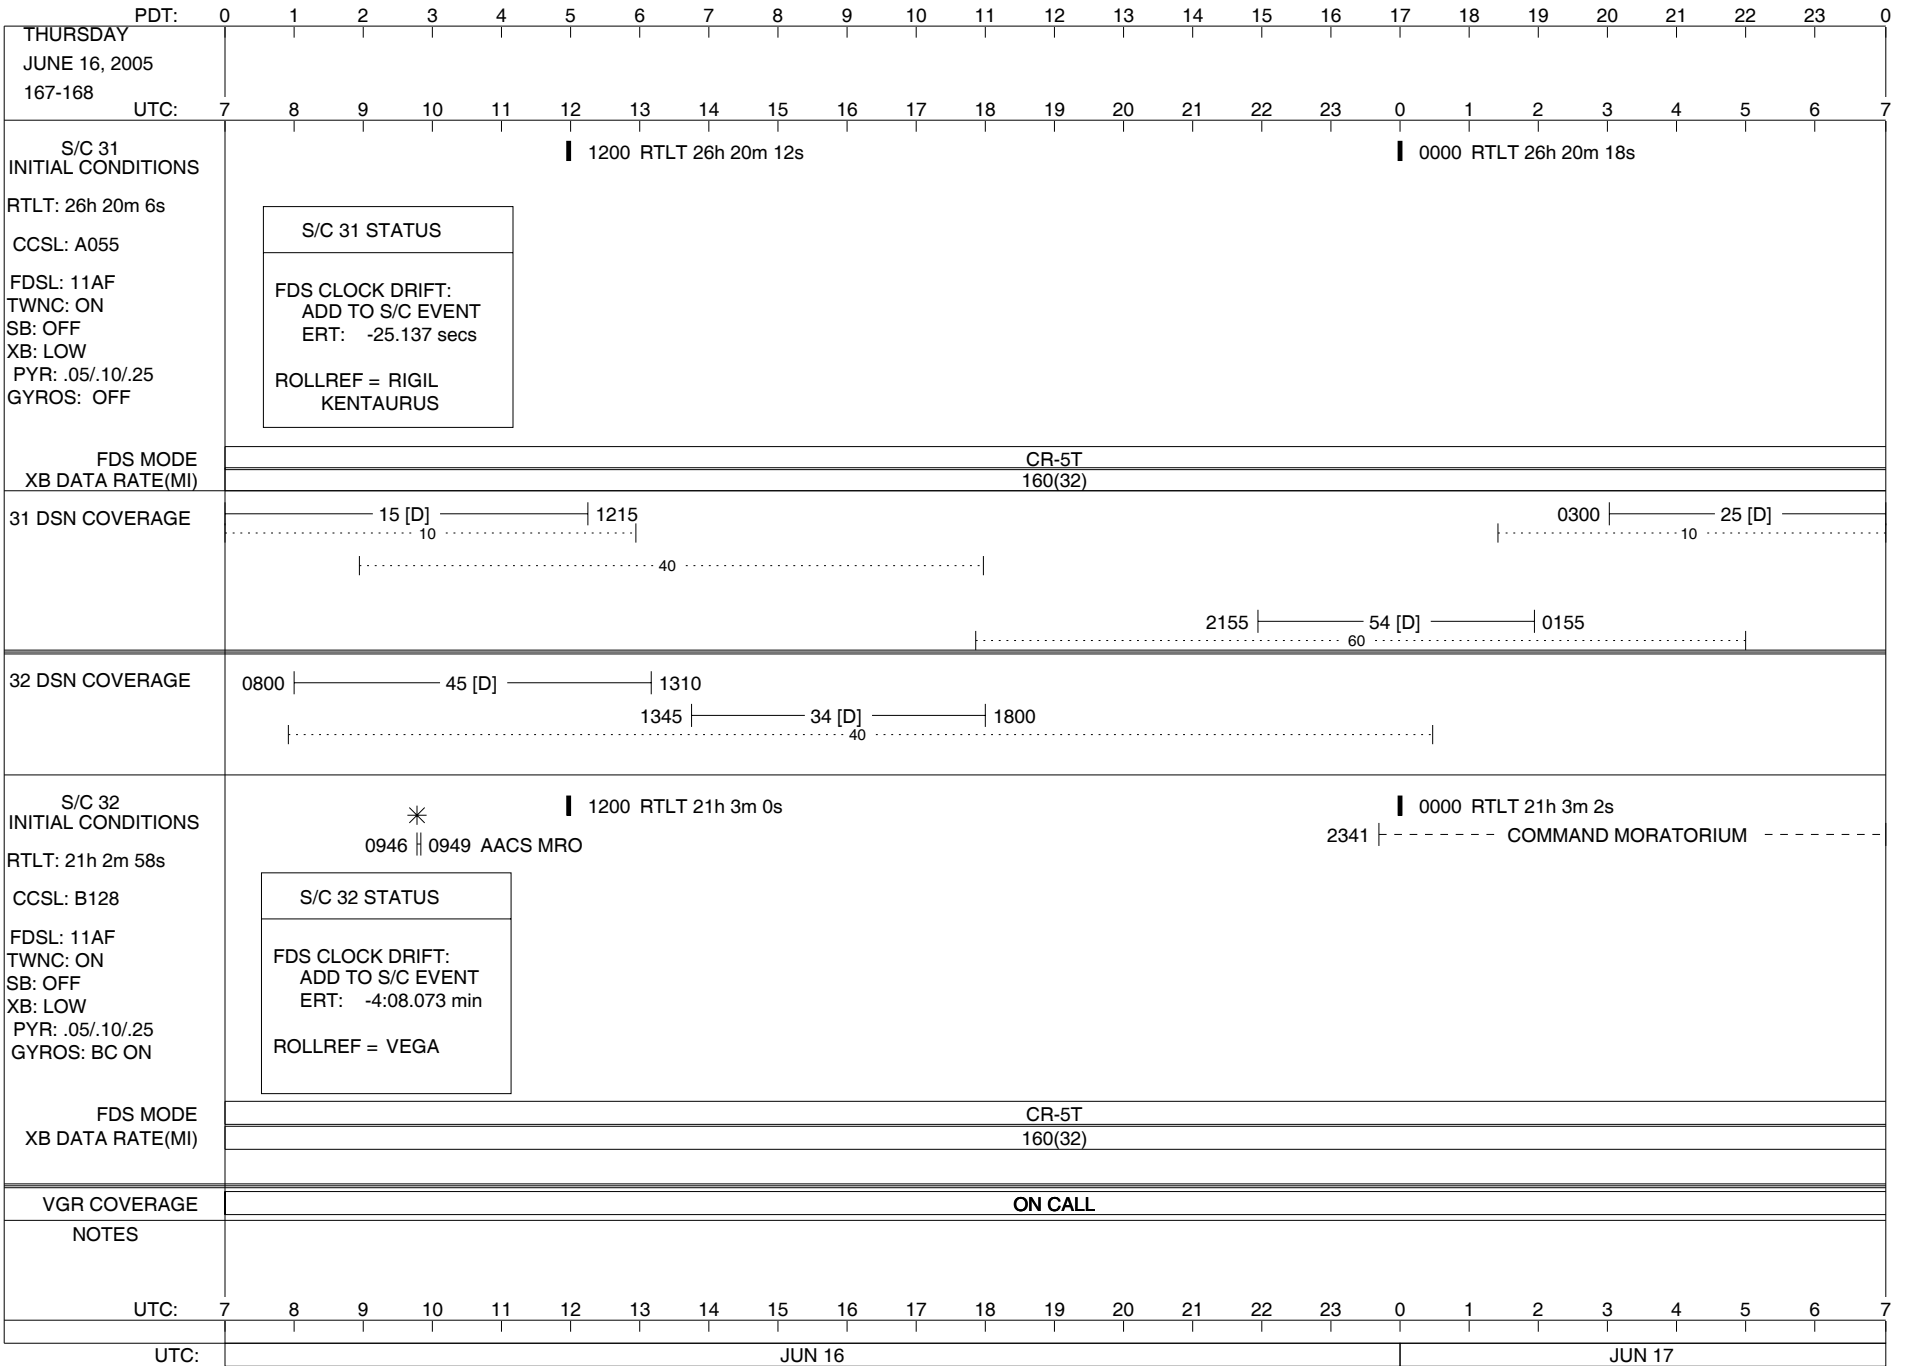 PDT: 0 1 2 3 4 5 6 7 8 9 10 11 12 13 14 15 16 17 18 19 20 21 22 23 0
THURSDAY
JUNE 16, 2005
167-168
UTC: 7 8 9 10 11 12 13 14 15 16 17 18 19 20 21 22 23 0 1 2 3 4 5 6 7
S/C 31
INITIAL CONDITIONS
1200 RTLT 26h 20m 12s
0000 RTLT 26h 20m 18s
RTLT: 26h 20m 6s
CCSL: A055
FDSL: 11AF
TWNC: ON
SB: OFF
XB: LOW
PYR: .05/.10/.25
GYROS: OFF
S/C 31 STATUS
FDS CLOCK DRIFT:
ADD TO S/C EVENT
ERT: -25.137 secs
ROLLREF = RIGIL
KENTAURUS
FDS MODE CR-5T
XB DATA RATE(MI) 160(32)
31 DSN COVERAGE 15 [D] 1215 0300 25 [D]
10 10
40
2155 54 [D] 0155
60
32 DSN COVERAGE 0800 45 [D] 1310
1345 34 [D] 1800
40
S/C 32
INITIAL CONDITIONS
1200 RTLT 21h 3m 0s
0000 RTLT 21h 3m 2s
0946 0949 AACS MRO
2341 COMMAND MORATORIUM
RTLT: 21h 2m 58s
CCSL: B128
FDSL: 11AF
TWNC: ON
SB: OFF
XB: LOW
PYR: .05/.10/.25
GYROS: BC ON
S/C 32 STATUS
FDS CLOCK DRIFT:
ADD TO S/C EVENT
ERT: -4:08.073 min
ROLLREF = VEGA
FDS MODE CR-5T
XB DATA RATE(MI) 160(32)
VGR COVERAGE ON CALL
NOTES
UTC: 7 8 9 10 11 12 13 14 15 16 17 18 19 20 21 22 23 0 1 2 3 4 5 6 7
UTC: JUN 16 JUN 17